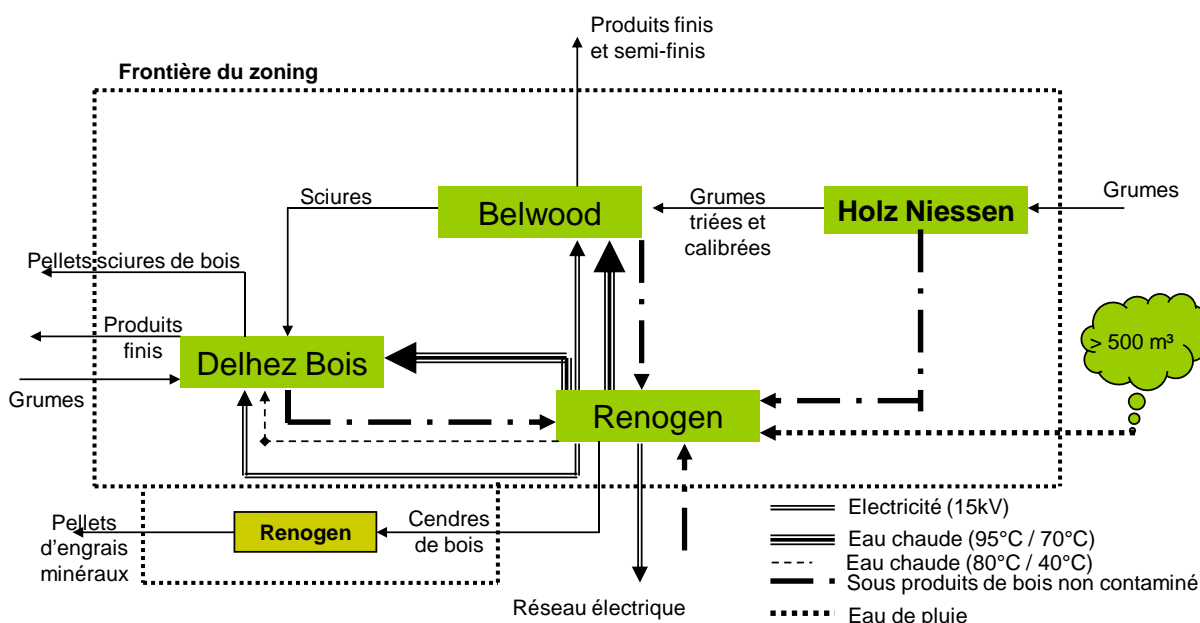 Produits finis
et semi-finis
Frontière du zoning
Sciures
Belwood
Grumes
triées et
calibrées
Holz Niessen
Grumes
Pellets sciures de bois
Produits
finis
Delhez Bois
Grumes
> 500 m³
Renogen
Pellets
d'engrais
minéraux
Renogen
Cendres
de bois
Réseau électrique
Electricité (15kV)
Eau chaude (95°C / 70°C)
Eau chaude (80°C / 40°C)
Sous produits de bois non contaminé
Eau de pluie